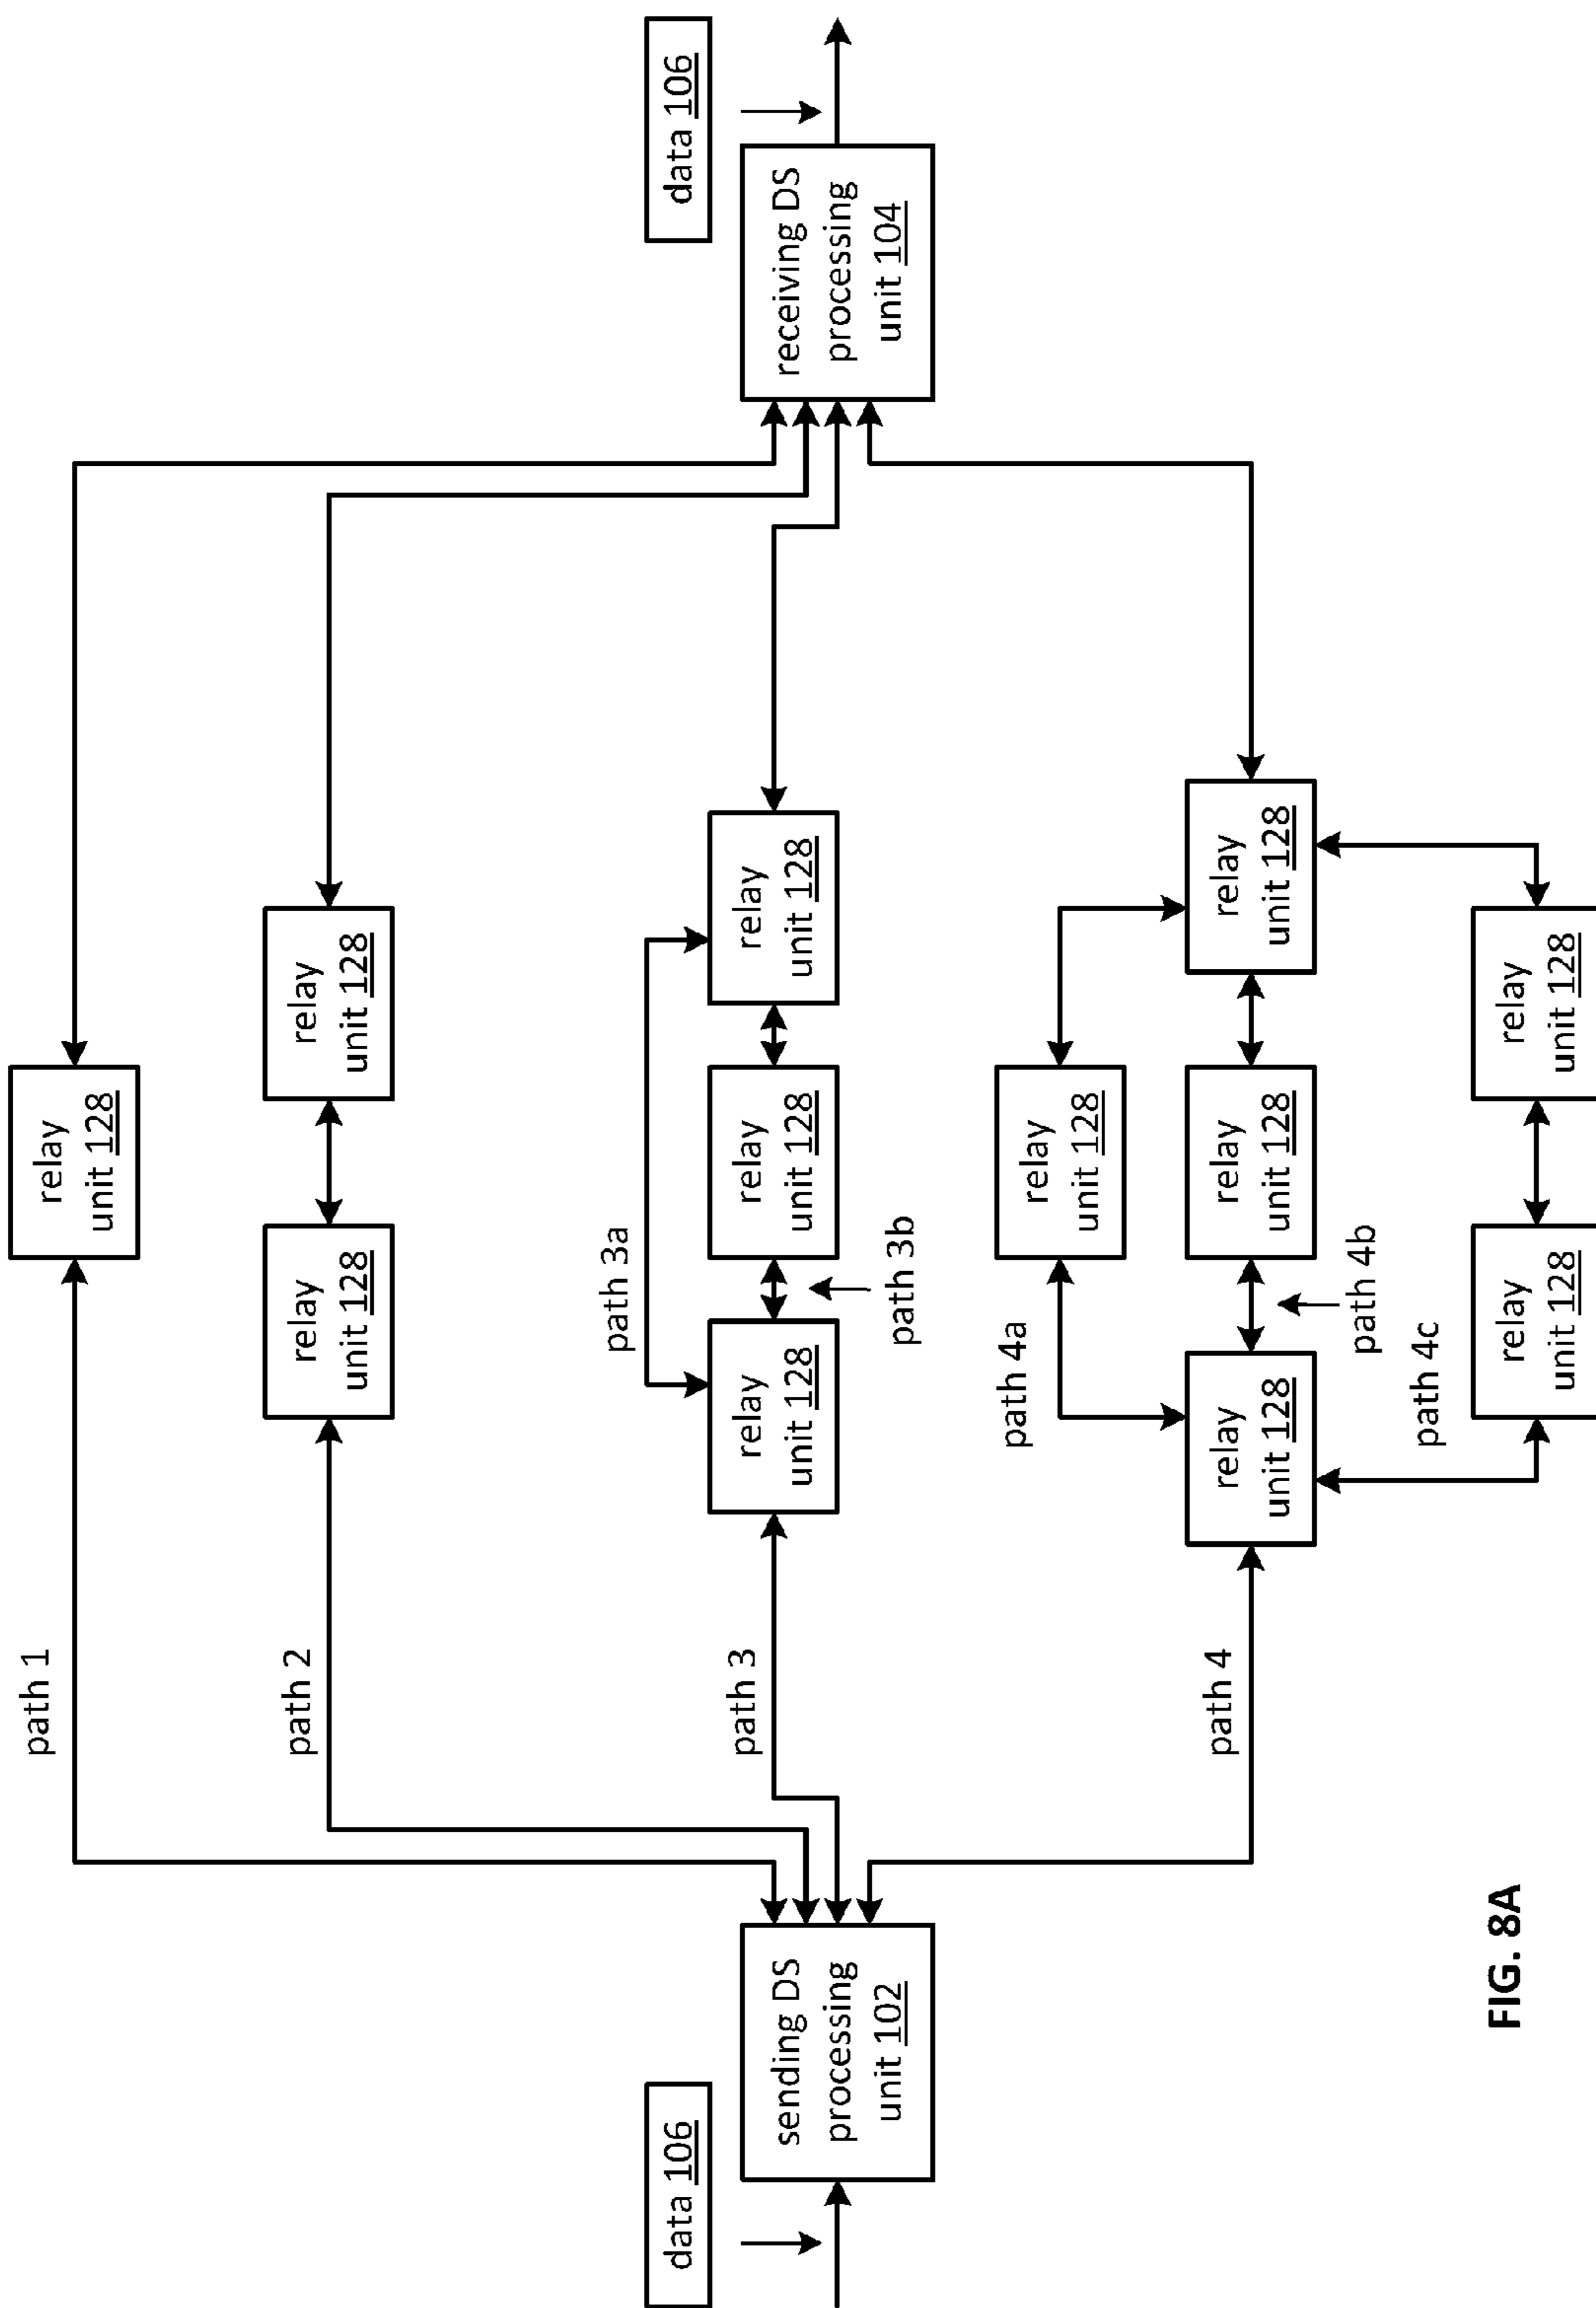 path 1
relay
unit 128
path 2
relay
unit 128
relay
unit 128
data 106
sending DS
processing
unit 102
path 3
path 3a
relay
unit 128
relay
unit 128
relay
unit 128
path 3b
data 106
receiving DS
processing
unit 104
path 4
path 4a
relay
unit 128
relay
unit 128
relay
unit 128
relay
unit 128
path 4b
path 4c
relay
unit 128
relay
unit 128
FIG. 8A